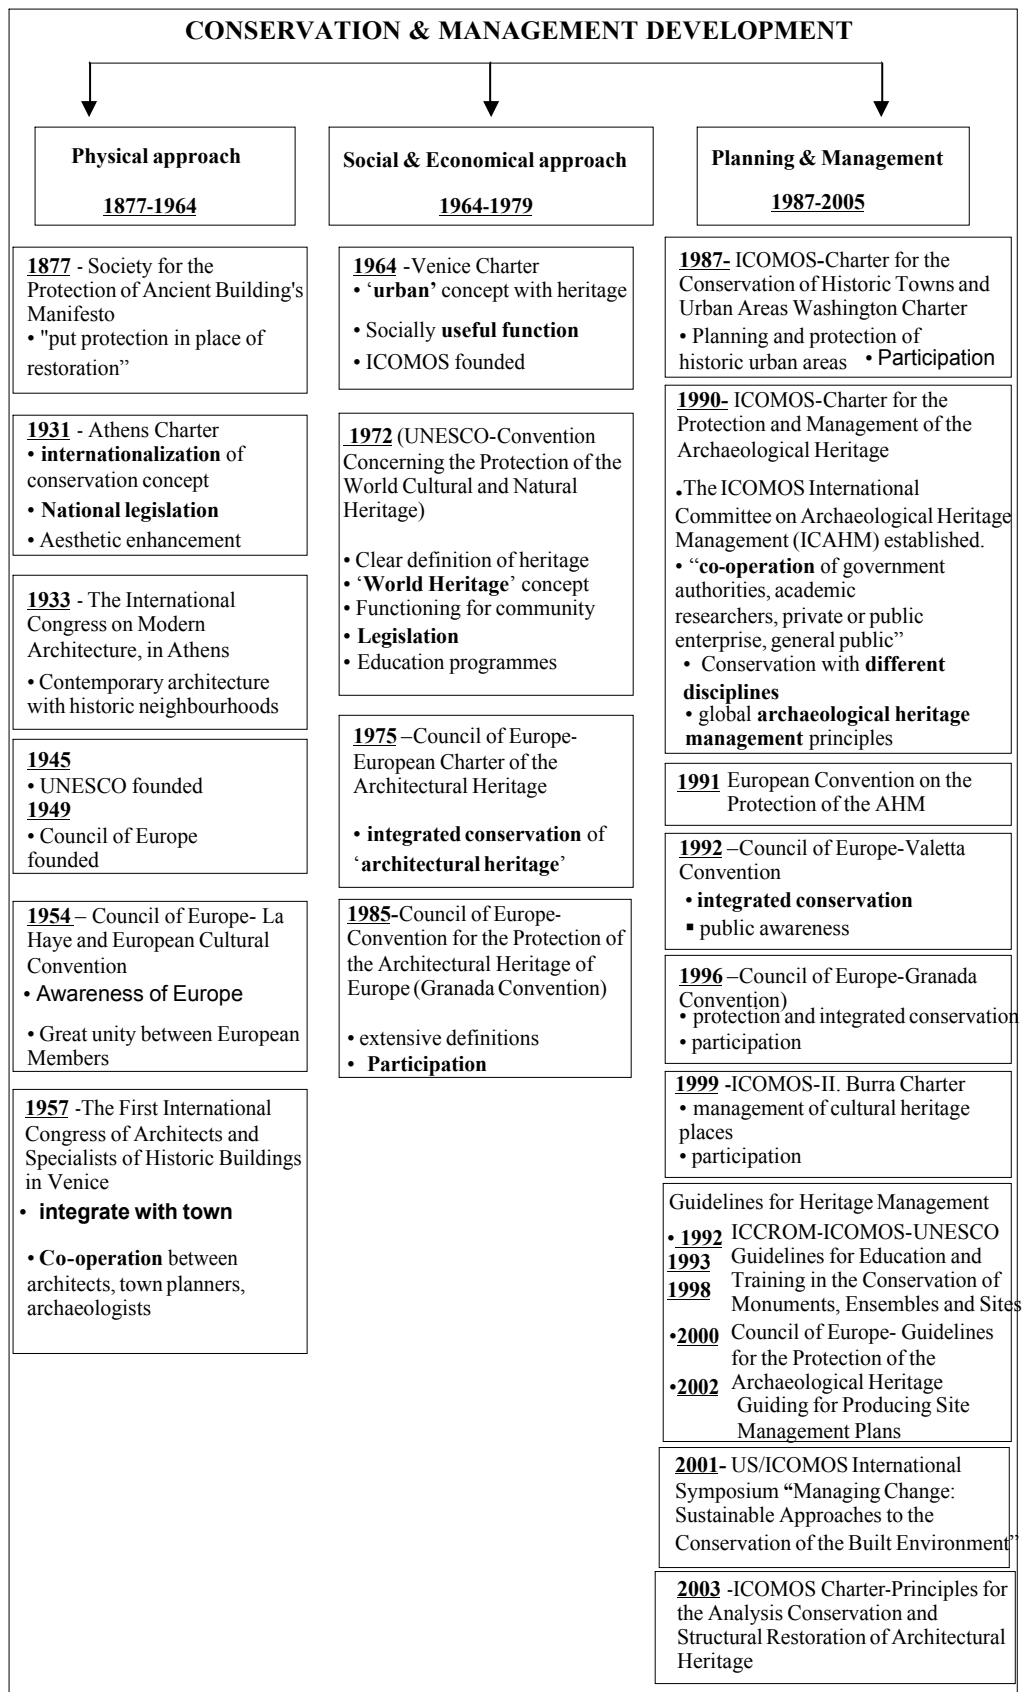 CONSERVATION & MANAGEMENT DEVELOPMENT
Physical approach
1877-1964
1877 - Society for the
Protection of Ancient Building's
Manifesto
• "put protection in place of
restoration”
1931 - Athens Charter
• internationalization of
conservation concept
• National legislation
• Aesthetic enhancement
1933 - The International
Congress on Modern
Architecture, in Athens
• Contemporary architecture
with historic neighbourhoods
1945
• UNESCO founded
1949
• Council of Europe
founded
1954 – Council of Europe- La
Haye and European Cultural
Convention
• Awareness of Europe
• Great unity between European
Members
1957 -The First International
Congress of Architects and
Specialists of Historic Buildings
in Venice
• integrate with town
• Co-operation between
architects, town planners,
archaeologists
Social & Economical approach
1964-1979
1964 -Venice Charter
• ‘urban’ concept with heritage
• Socially useful function
• ICOMOS founded
1972 (UNESCO-Convention
Concerning the Protection of the
World Cultural and Natural
Heritage)
• Clear definition of heritage
• ‘World Heritage’ concept
• Functioning for community
• Legislation
• Education programmes
1975 –Council of Europe-
European Charter of the
Architectural Heritage
• integrated conservation of
‘architectural heritage’
1985-Council of Europe-
Convention for the Protection of
the Architectural Heritage of
Europe (Granada Convention)
• extensive definitions
• Participation
Planning & Management
1987-2005
1987- ICOMOS-Charter for the
Conservation of Historic Towns and
Urban Areas Washington Charter
• Planning and protection of
historic urban areas • Participation
1990- ICOMOS-Charter for the
Protection and Management of the
Archaeological Heritage
•The ICOMOS International
Committee on Archaeological Heritage
Management (ICAHM) established.
• “co-operation of government
authorities, academic
researchers, private or public
enterprise, general public”
• Conservation with different
disciplines
• global archaeological heritage
management principles
1991 European Convention on the
Protection of the AHM
1992 –Council of Europe-Valetta
Convention
• integrated conservation
▪ public awareness
1996 –Council of Europe-Granada
Convention)
• protection and integrated conservation
• participation
1999 -ICOMOS-II. Burra Charter
• management of cultural heritage
places
• participation
Guidelines for Heritage Management
• 1992 ICCROM-ICOMOS-UNESCO
1993 Guidelines for Education and
1998 Training in the Conservation of
Monuments, Ensembles and Sites
•2000 Council of Europe- Guidelines
for the Protection of the
•2002 Archaeological Heritage
Guiding for Producing Site
Management Plans
2001- US/ICOMOS International
Symposium “Managing Change:
Sustainable Approaches to the
Conservation of the Built Environment”
2003 -ICOMOS Charter-Principles for
the Analysis Conservation and
Structural Restoration of Architectural
Heritage